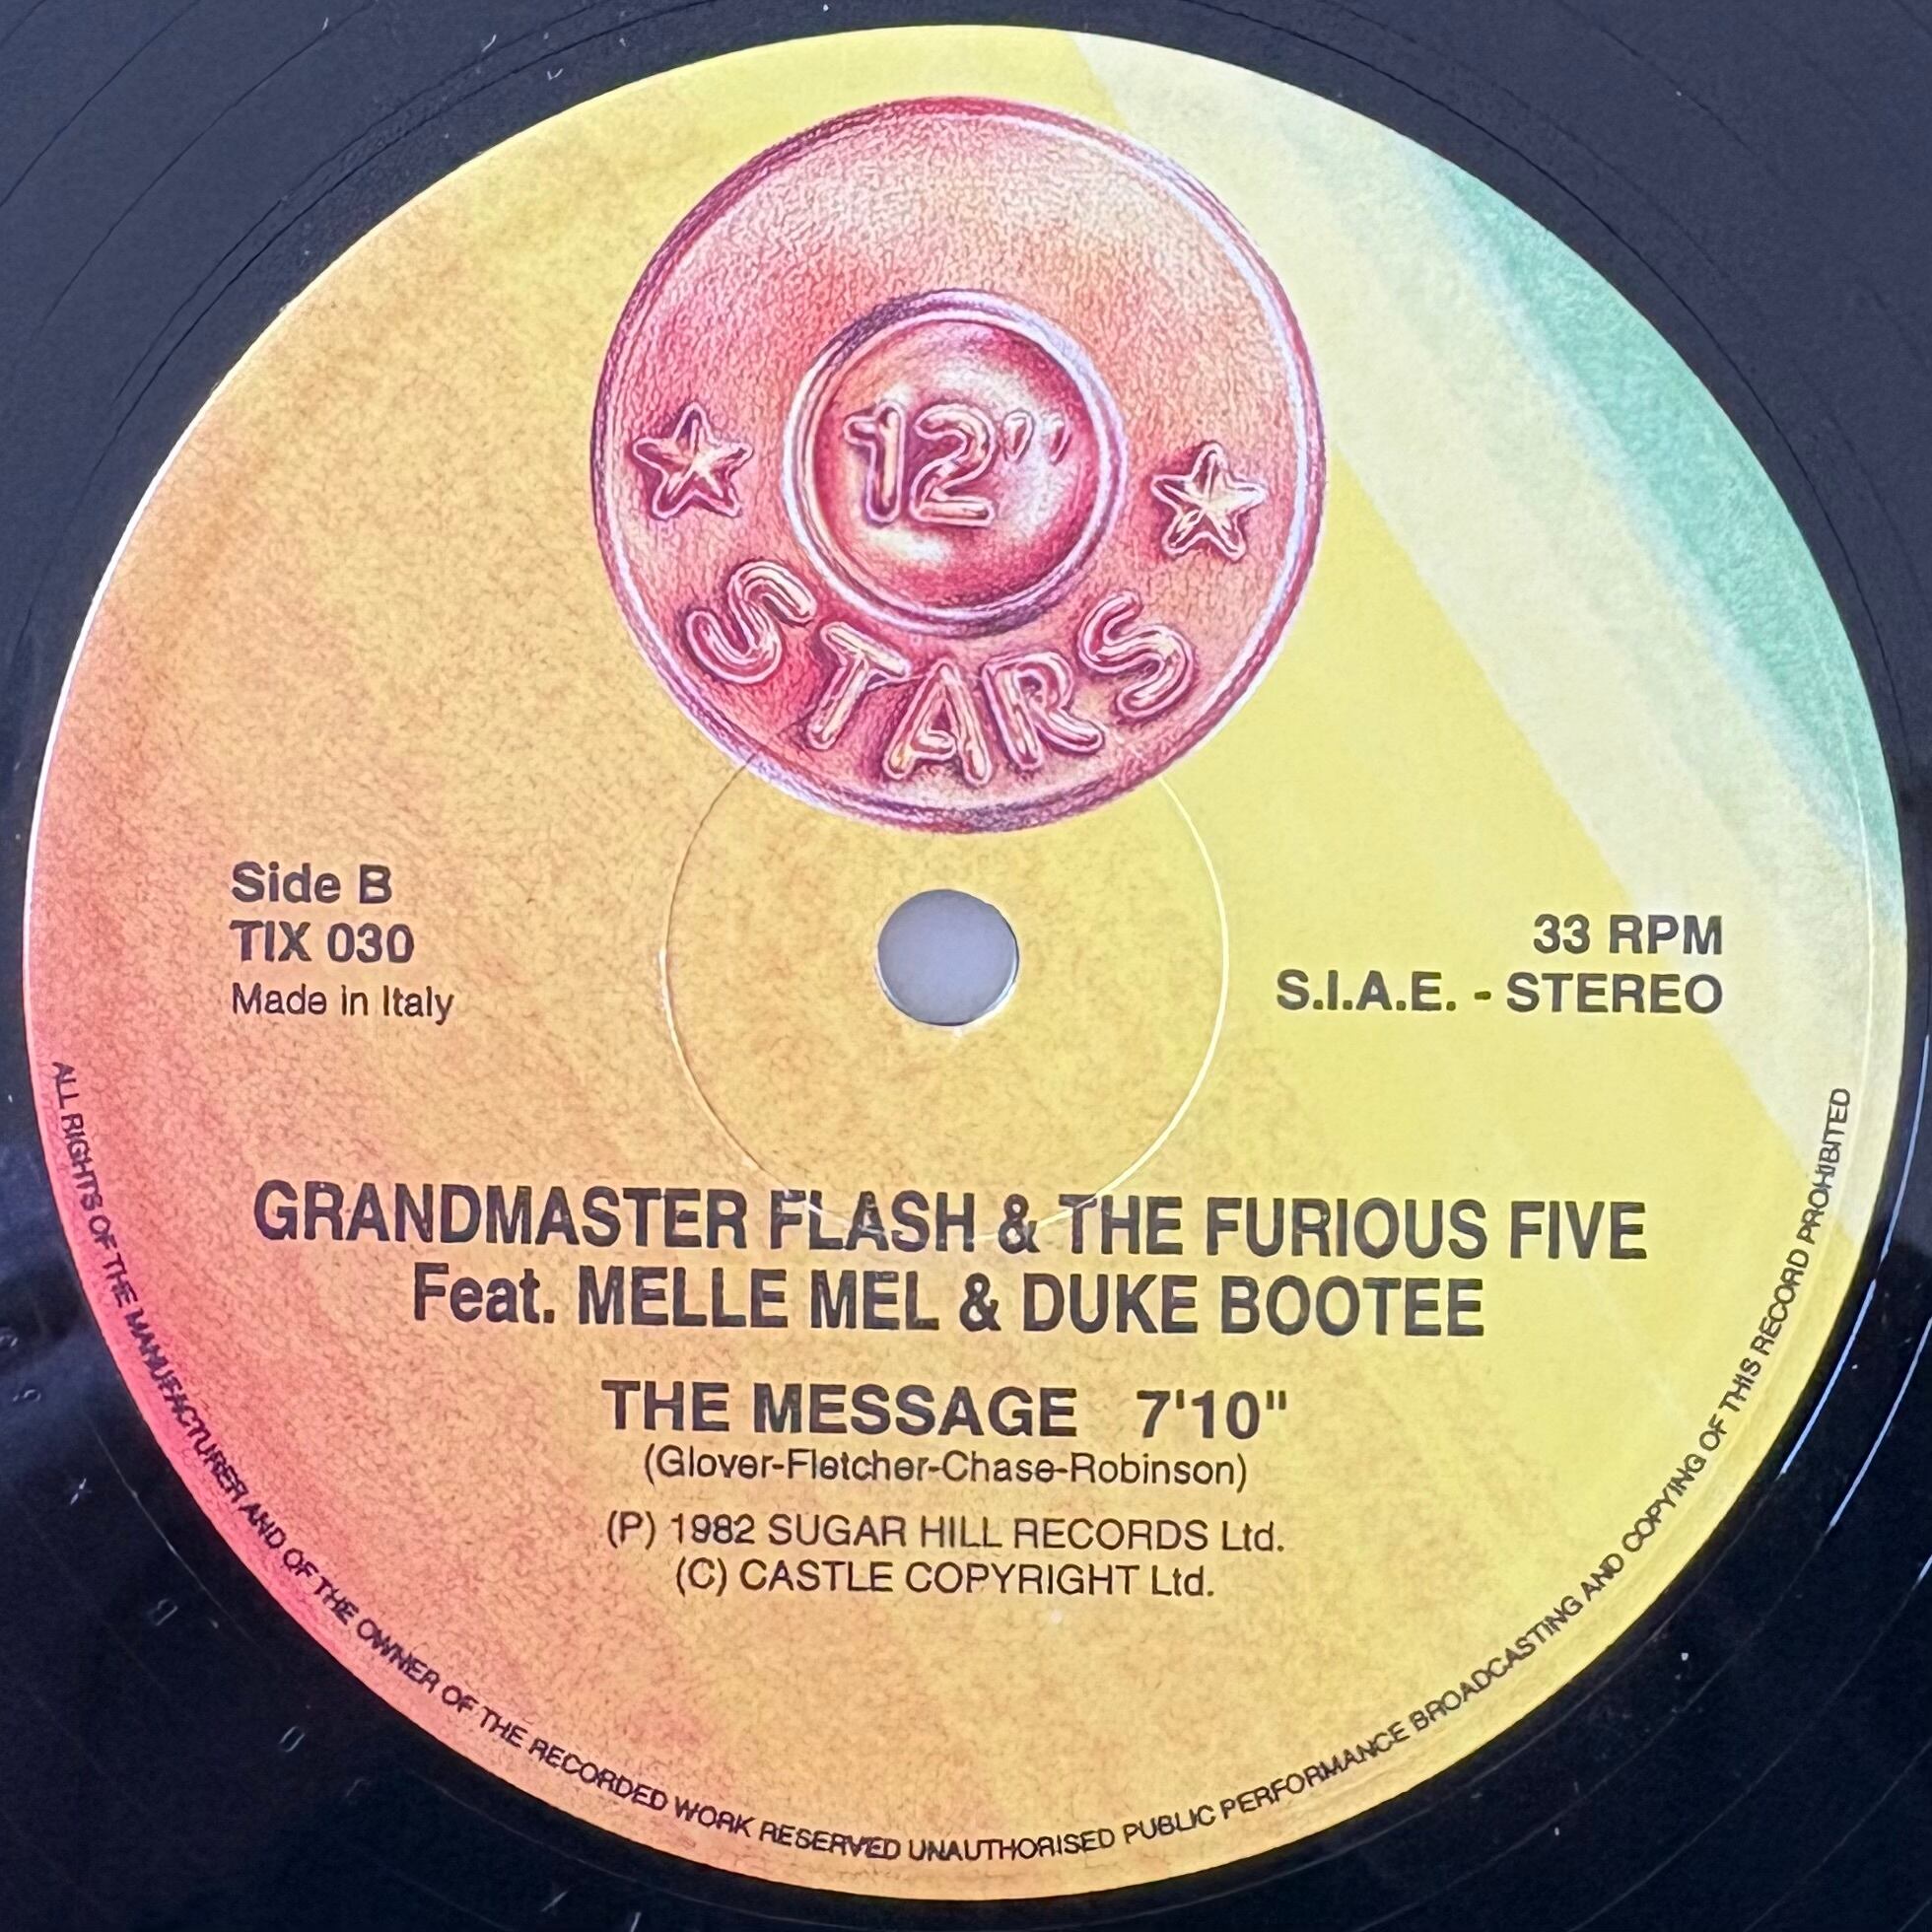 12"
STARS
Side B
TIX 030
Made in Italy
33 RPM
S.I.A.E. - STEREO
GRANDMASTER FLASH & THE FURIOUS FIVE
Feat. MELLE MEL & DUKE BOOTEE
THE MESSAGE 7'10"
(Glover-Fletcher-Chase-Robinson)
(P) 1982 SUGAR HILL RECORDS Ltd.
(C) CASTLE COPYRIGHT Ltd.
ALL RIGHTS OF THE MANUFACTURER AND OF THE OWNER OF THE RECORDED WORK RESERVED UNAUTHORISED PUBLIC PERFORMANCE BROADCASTING AND COPYING OF THIS RECORD PROHIBITED